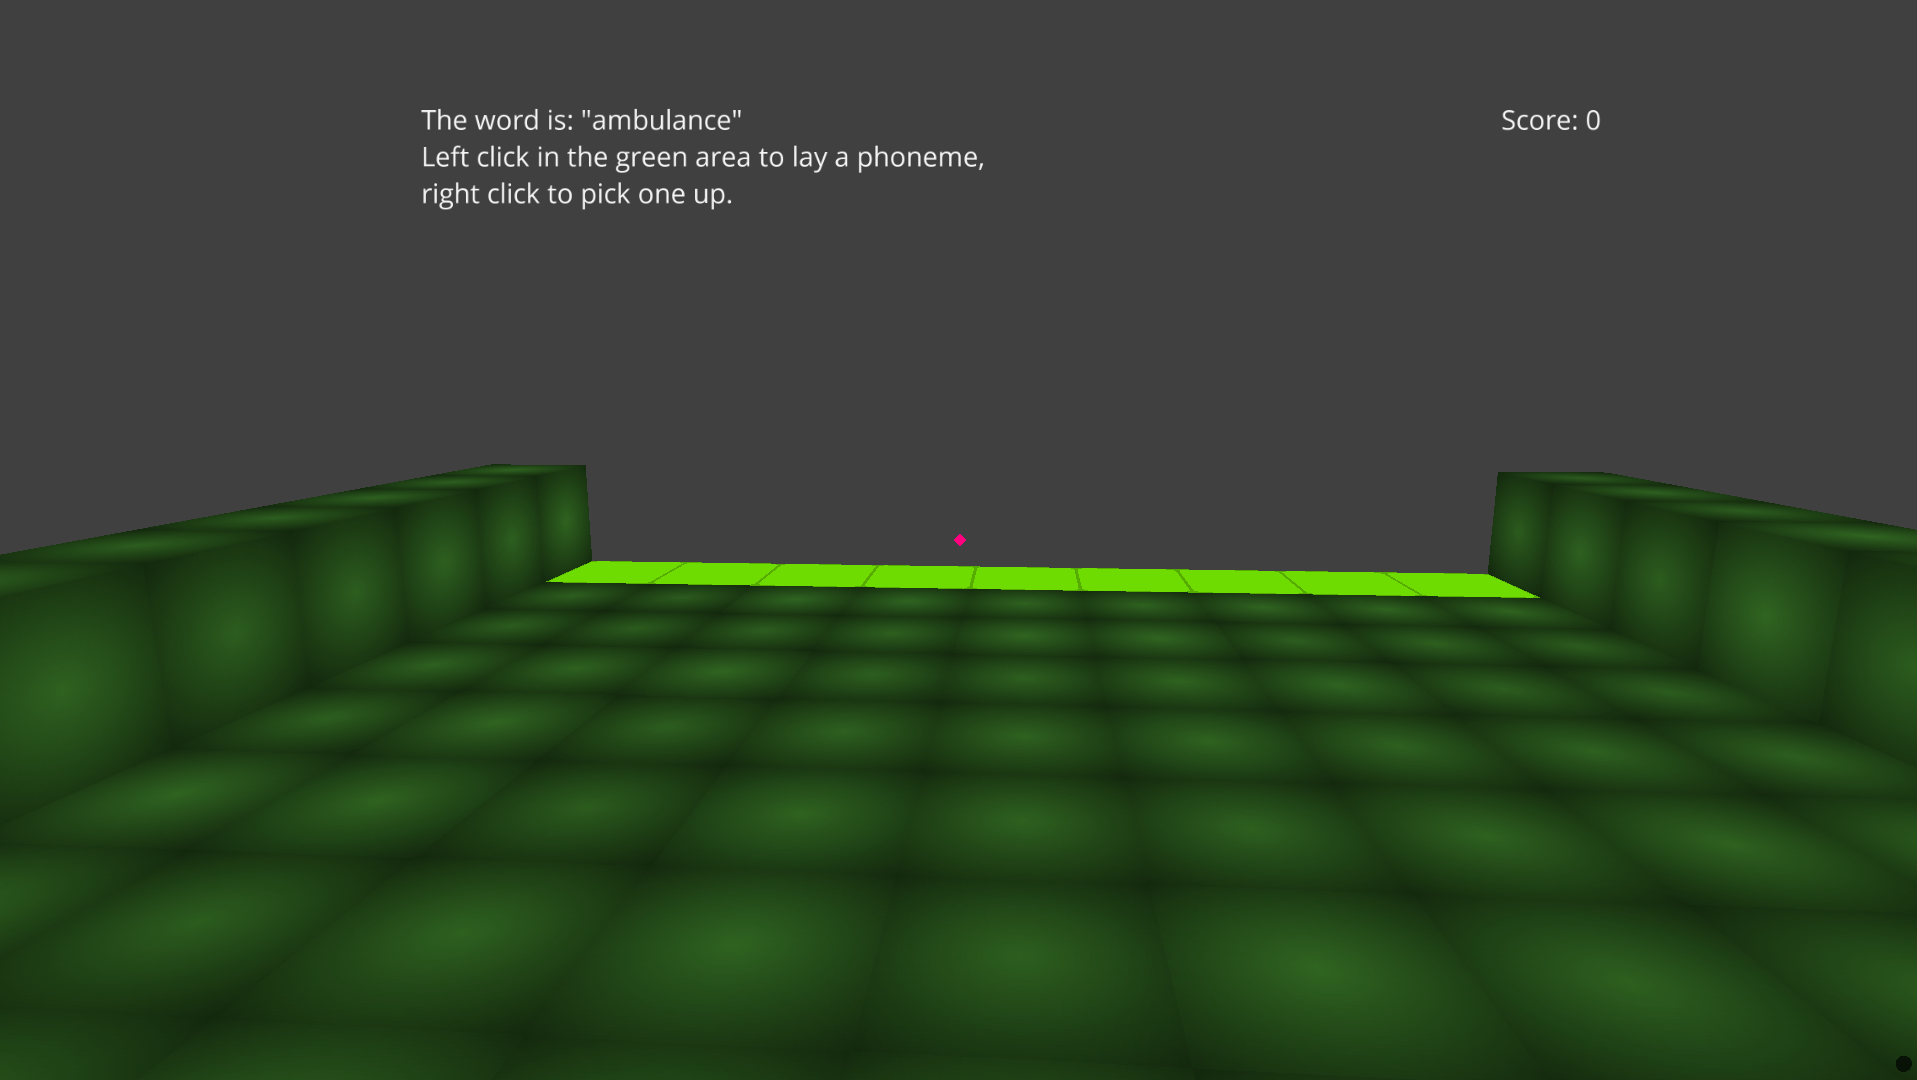 The word is: "ambulance"
Left click in the green area to lay a phoneme,
right click to pick one up.
Score: 0